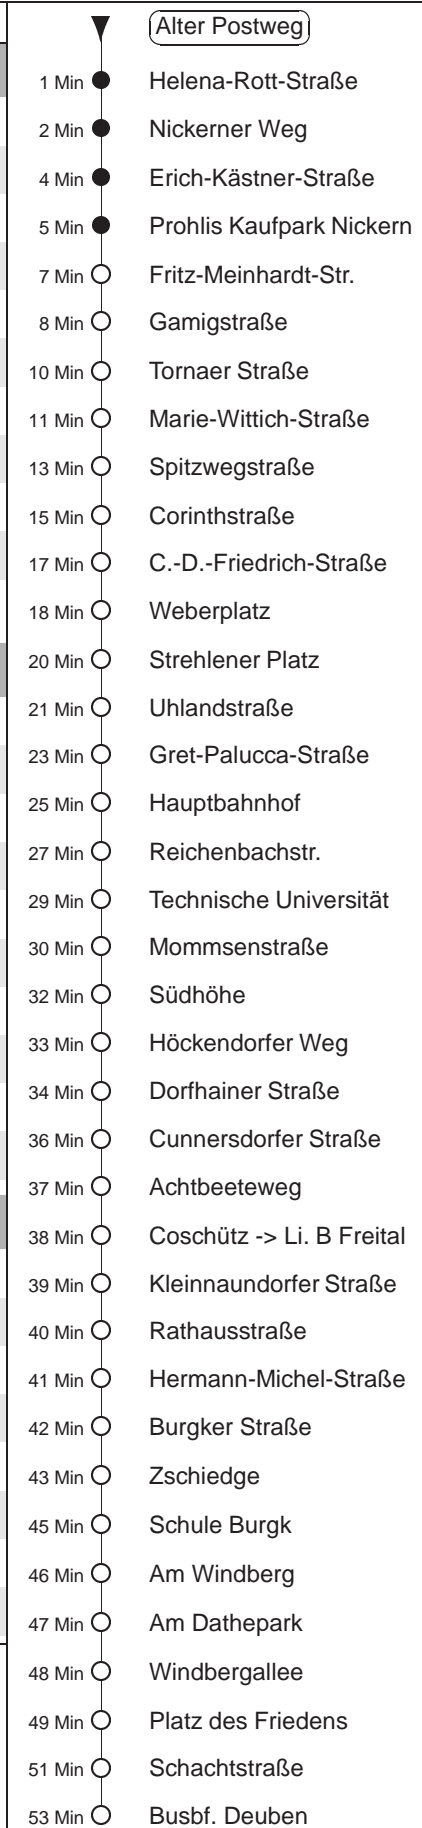 Alter Postweg
1 Min Helena-Rott-Straße
2 Min Nickerner Weg
4 Min Erich-Kästner-Straße
5 Min Prohlis Kaufpark Nickern
7 Min Fritz-Meinhardt-Str.
8 Min Gamigstraße
10 Min Tornaer Straße
11 Min Marie-Wittich-Straße
13 Min Spitzwegstraße
15 Min Corinthstraße
17 Min C.-D.-Friedrich-Straße
18 Min Weberplatz
20 Min Strehlener Platz
21 Min Uhlandstraße
23 Min Gret-Palucca-Straße
25 Min Hauptbahnhof
27 Min Reichenbachstr.
29 Min Technische Universität
30 Min Mommsenstraße
32 Min Südhöhe
33 Min Höckendorfer Weg
34 Min Dorfhainer Straße
36 Min Cunnersdorfer Straße
37 Min Achtbeeteweg
38 Min Coschütz -> Li. B Freital
39 Min Kleinnaundorfer Straße
40 Min Rathausstraße
41 Min Hermann-Michel-Straße
42 Min Burgker Straße
43 Min Zschiedge
45 Min Schule Burgk
46 Min Am Windberg
47 Min Am Dathepark
48 Min Windbergallee
49 Min Platz des Friedens
51 Min Schachtstraße
53 Min Busbf. Deuben